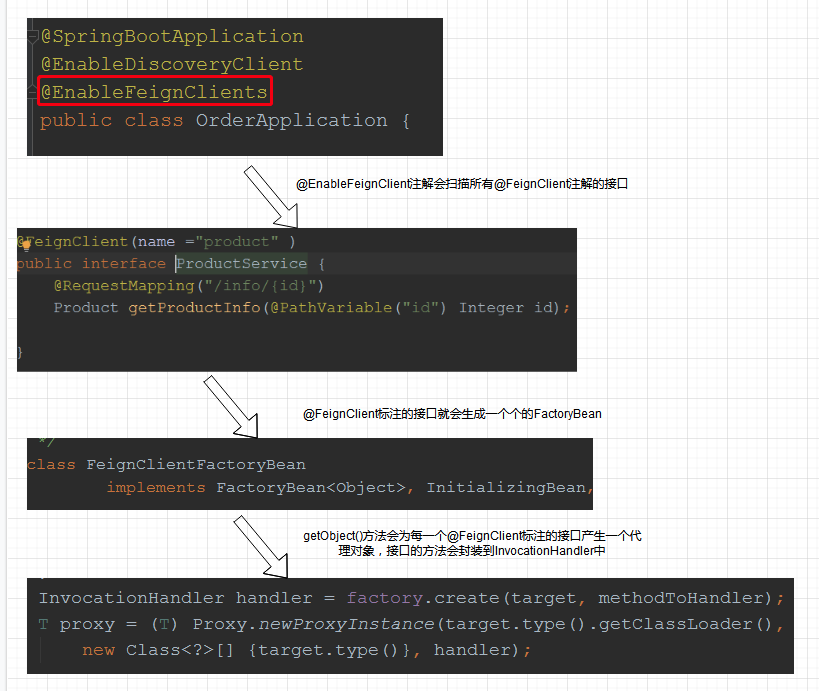 @SpringBootApplication
@EnableDiscoveryClient
@EnableFeignClients
public class OrderApplication {
@EnableFeignClient注解会扫描所有@FeignClient注解的接口
@FeignClient(name ="product" )
public interface ProductService {
@RequestMapping("/info/{id}")
Product getProductInfo(@PathVariable("id") Integer id);
}
@FeignClient标注的接口就会生成一个个的FactoryBean
*/
class FeignClientFactoryBean
implements FactoryBean<Object>, InitializingBean,
getObject()方法会为每一个@FeignClient标注的接口产生一个代
理对象，接口的方法会封装到InvocationHandler中
InvocationHandler handler = factory.create(target, methodToHandler);
T proxy = (T) Proxy.newProxyInstance(target.type().getClassLoader(),
new Class<?>[] {target.type()}, handler);